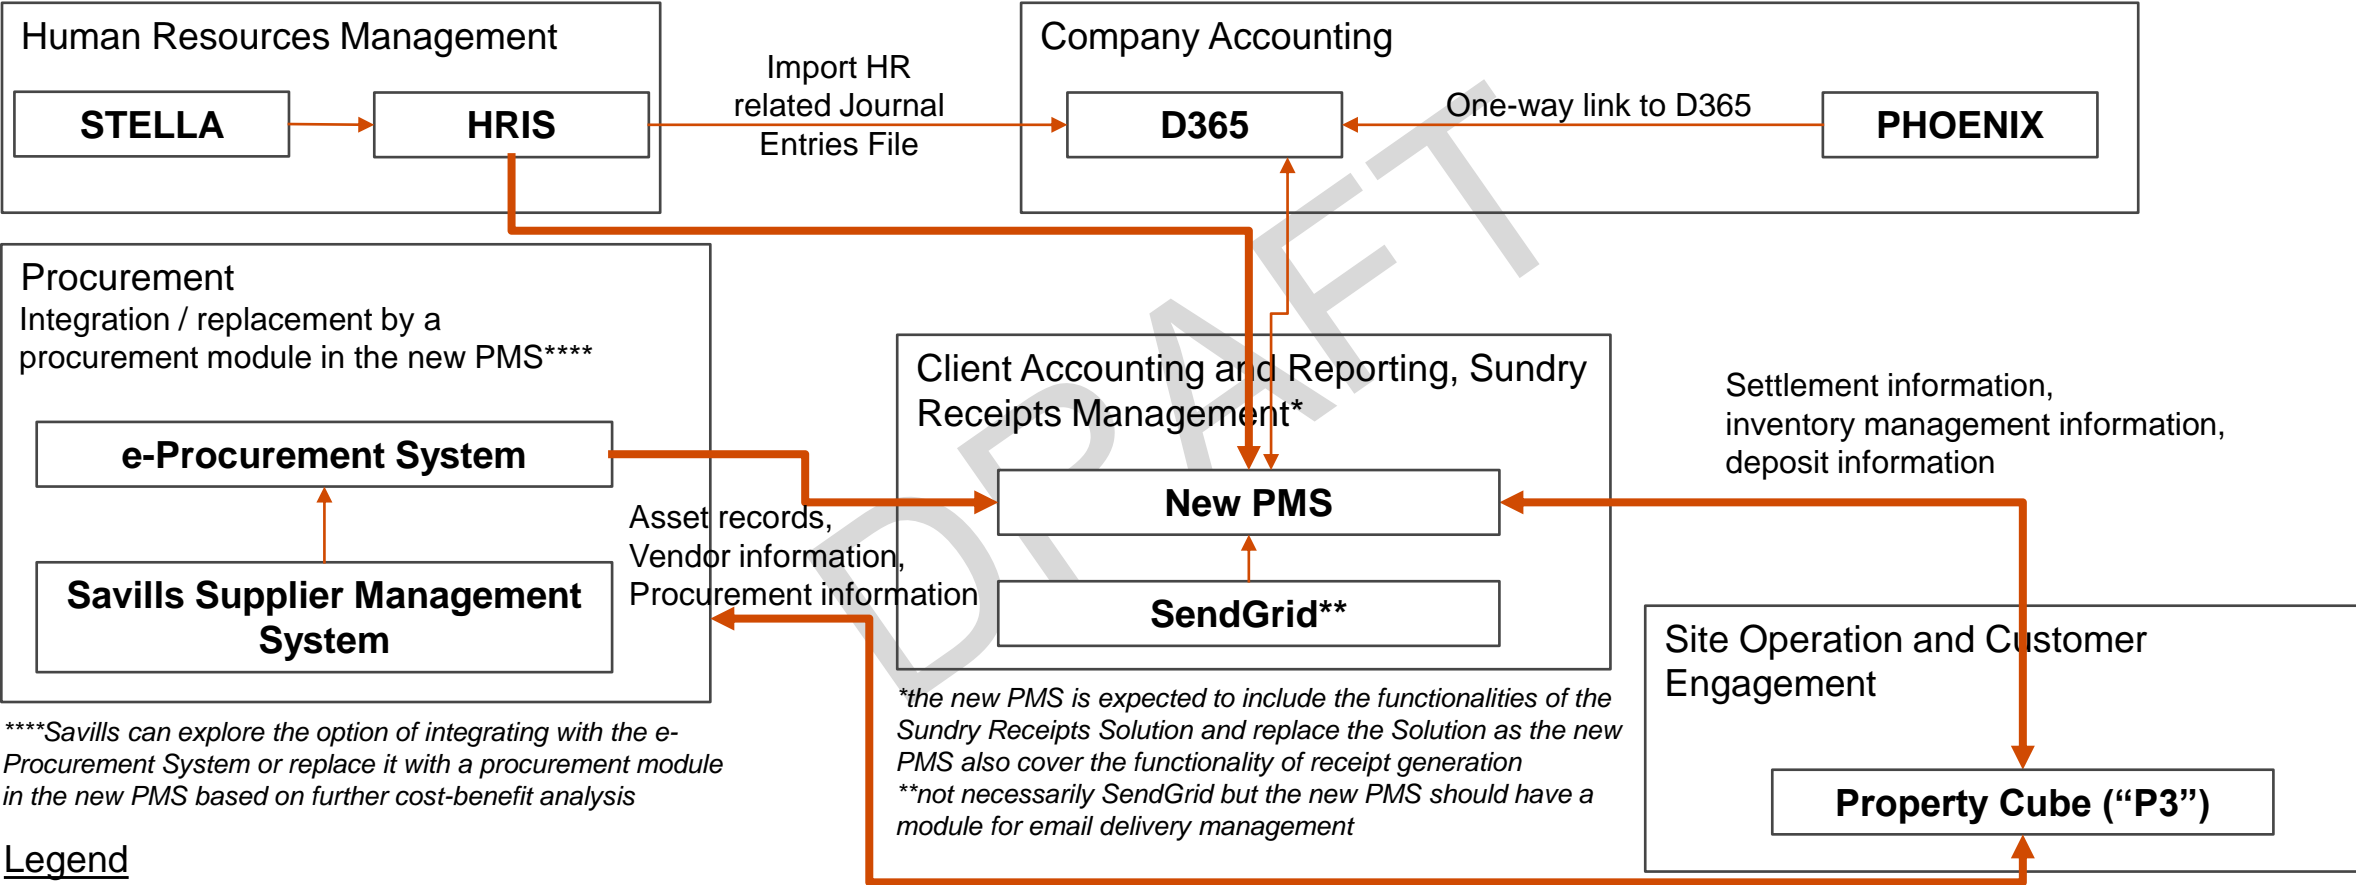 Human Resources Management
STELLA
HRIS
Import HR
related Journal
Entries File
Company Accounting
D365
One-way link to D365
PHOENIX
Procurement
Integration / replacement by a
procurement module in the new PMS****
e-Procurement System
Savills Supplier Management
System
Asset records,
Vendor information,
Procurement information
Client Accounting and Reporting, Sundry
Receipts Management*
New PMS
SendGrid**
Settlement information,
inventory management information,
deposit information
Site Operation and Customer
Engagement
Property Cube (“P3”)
****Savills can explore the option of integrating with the e-
Procurement System or replace it with a procurement module
in the new PMS based on further cost-benefit analysis
*the new PMS is expected to include the functionalities of the
Sundry Receipts Solution and replace the Solution as the new
PMS also cover the functionality of receipt generation
**not necessarily SendGrid but the new PMS should have a
module for email delivery management
Legend
DRAFT